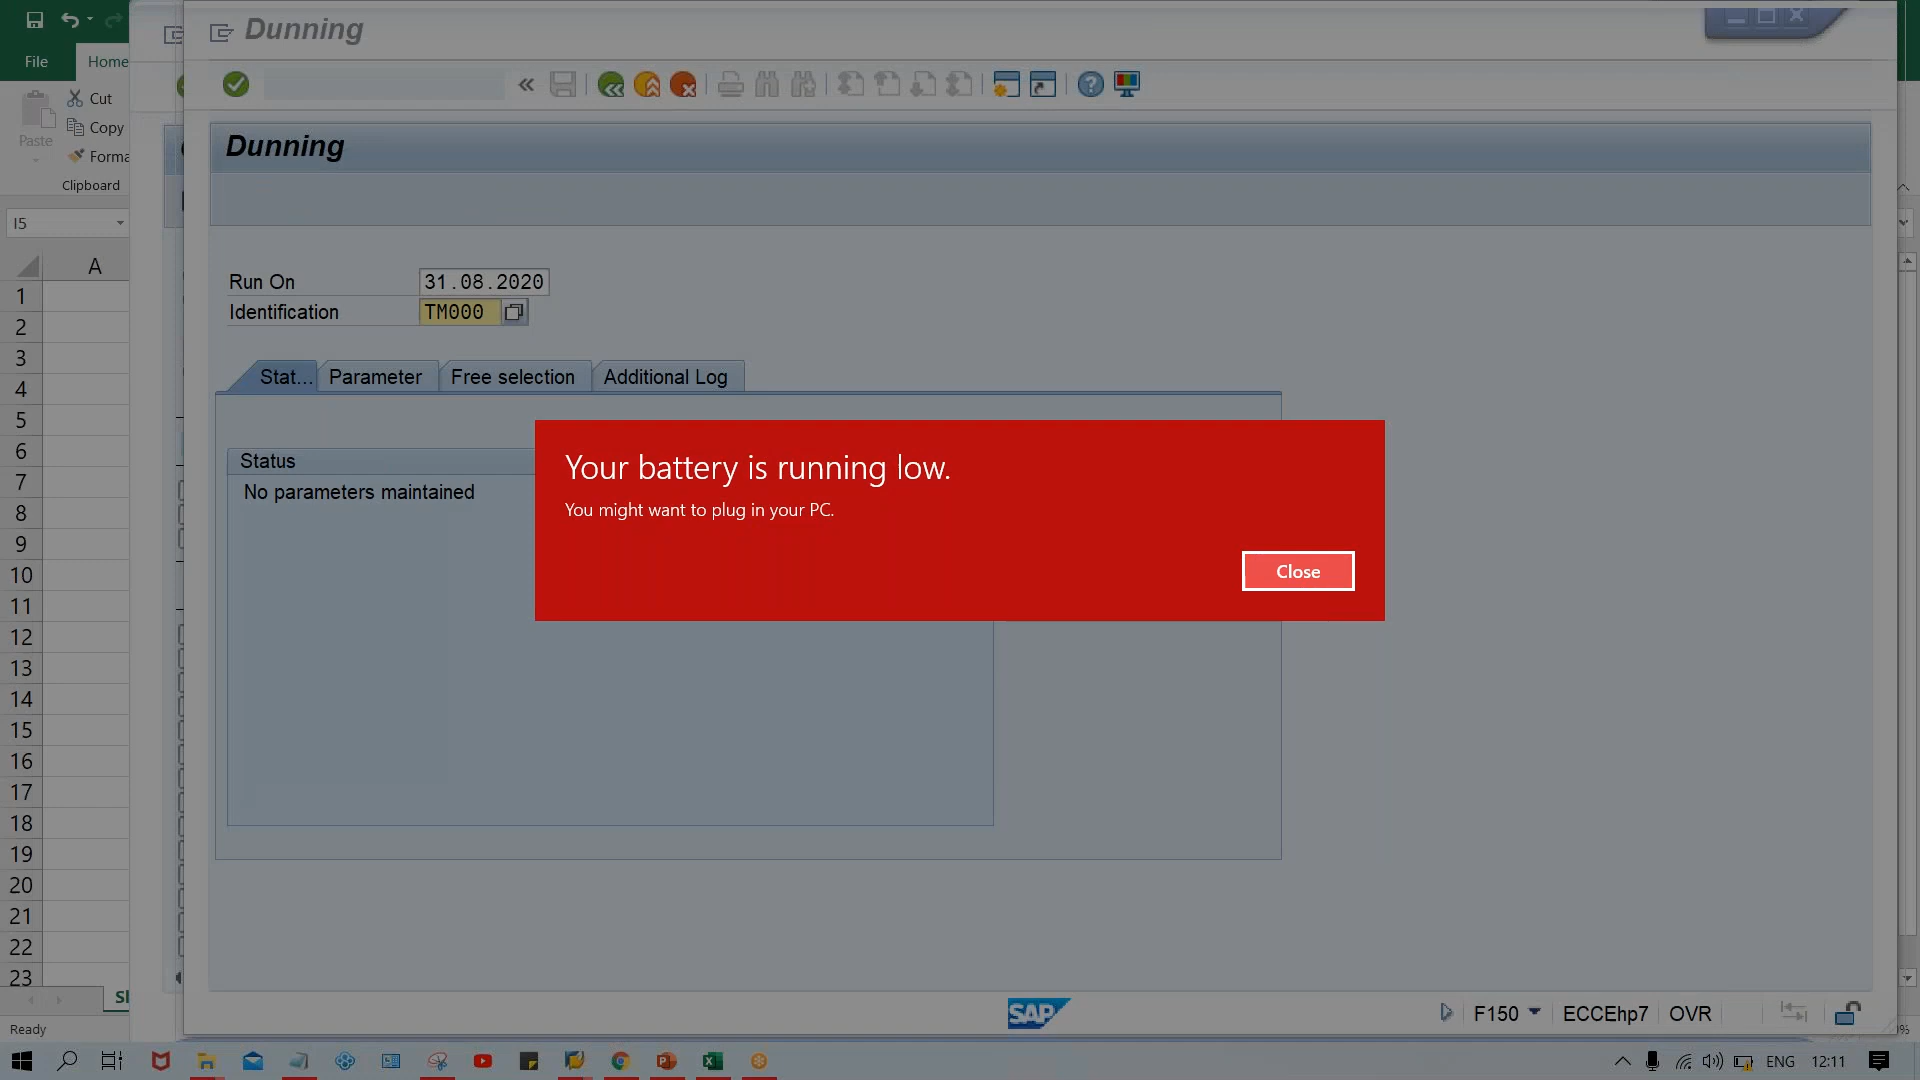 Dunning
File
Home
Cut
Copy
Forma
Paste
Clipboard
Dunning
I5
A
Run On 31.08.2020
Identification TM000
Stat... Parameter Free selection Additional Log
Status
No parameters maintained
Your battery is running low.
You might want to plug in your PC.
Close
1
2
3
4
5
6
7
8
9
10
11
12
13
14
15
16
17
18
19
20
21
22
23
SAP
F150 ECCEhp7 OVR
Ready
ENG 12:11